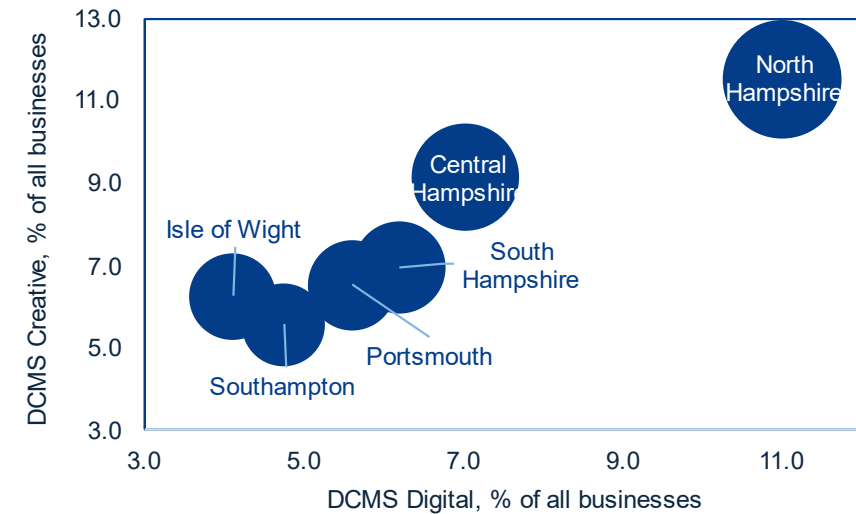 DCMS Creative, % of all businesses
13.0
11.0
9.0
7.0
5.0
3.0
North
Hampshire
Central
Hampshire
Isle of Wight
South
Hampshire
Portsmouth
Southampton
3.0 5.0 7.0 9.0 11.0
DCMS Digital, % of all businesses